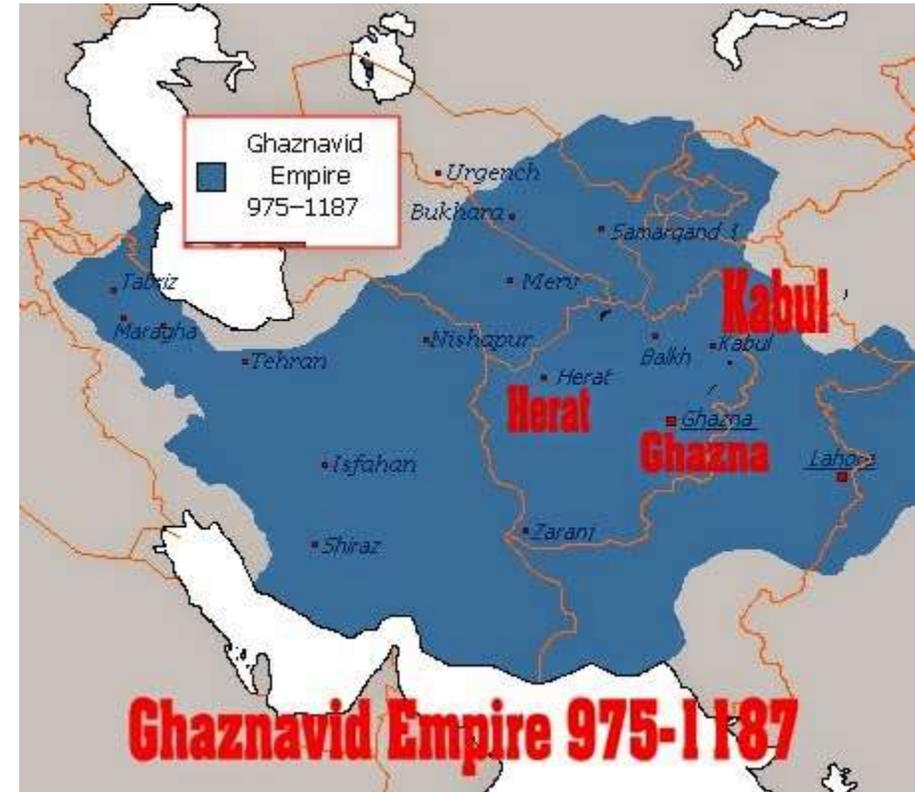 Ghaznavid
Empire
975–1187
Urgench
Bukhara
Samarqand
Tabriz
Merv
Kabul
Maragha
Nishapur
Tehran
Balkh
Kabul
Herat
Herat
Ghazna
Ghazna
Isfahan
Lahore
Zaranj
Shiraz
Ghaznavid Empire 975-1187